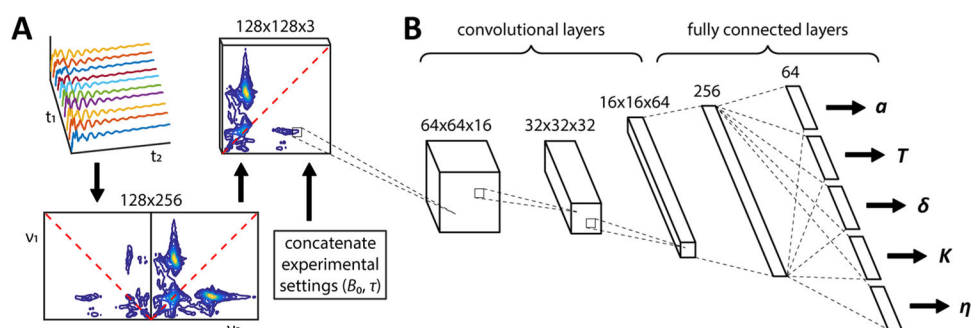 A
128x128x3
t₁
t₂
128x256
ν₁
concatenate
experimental
settings (B₀, τ)
B
convolutional layers
fully connected layers
64x64x16
32x32x32
16x16x64
256
64
a
T
δ
K
η